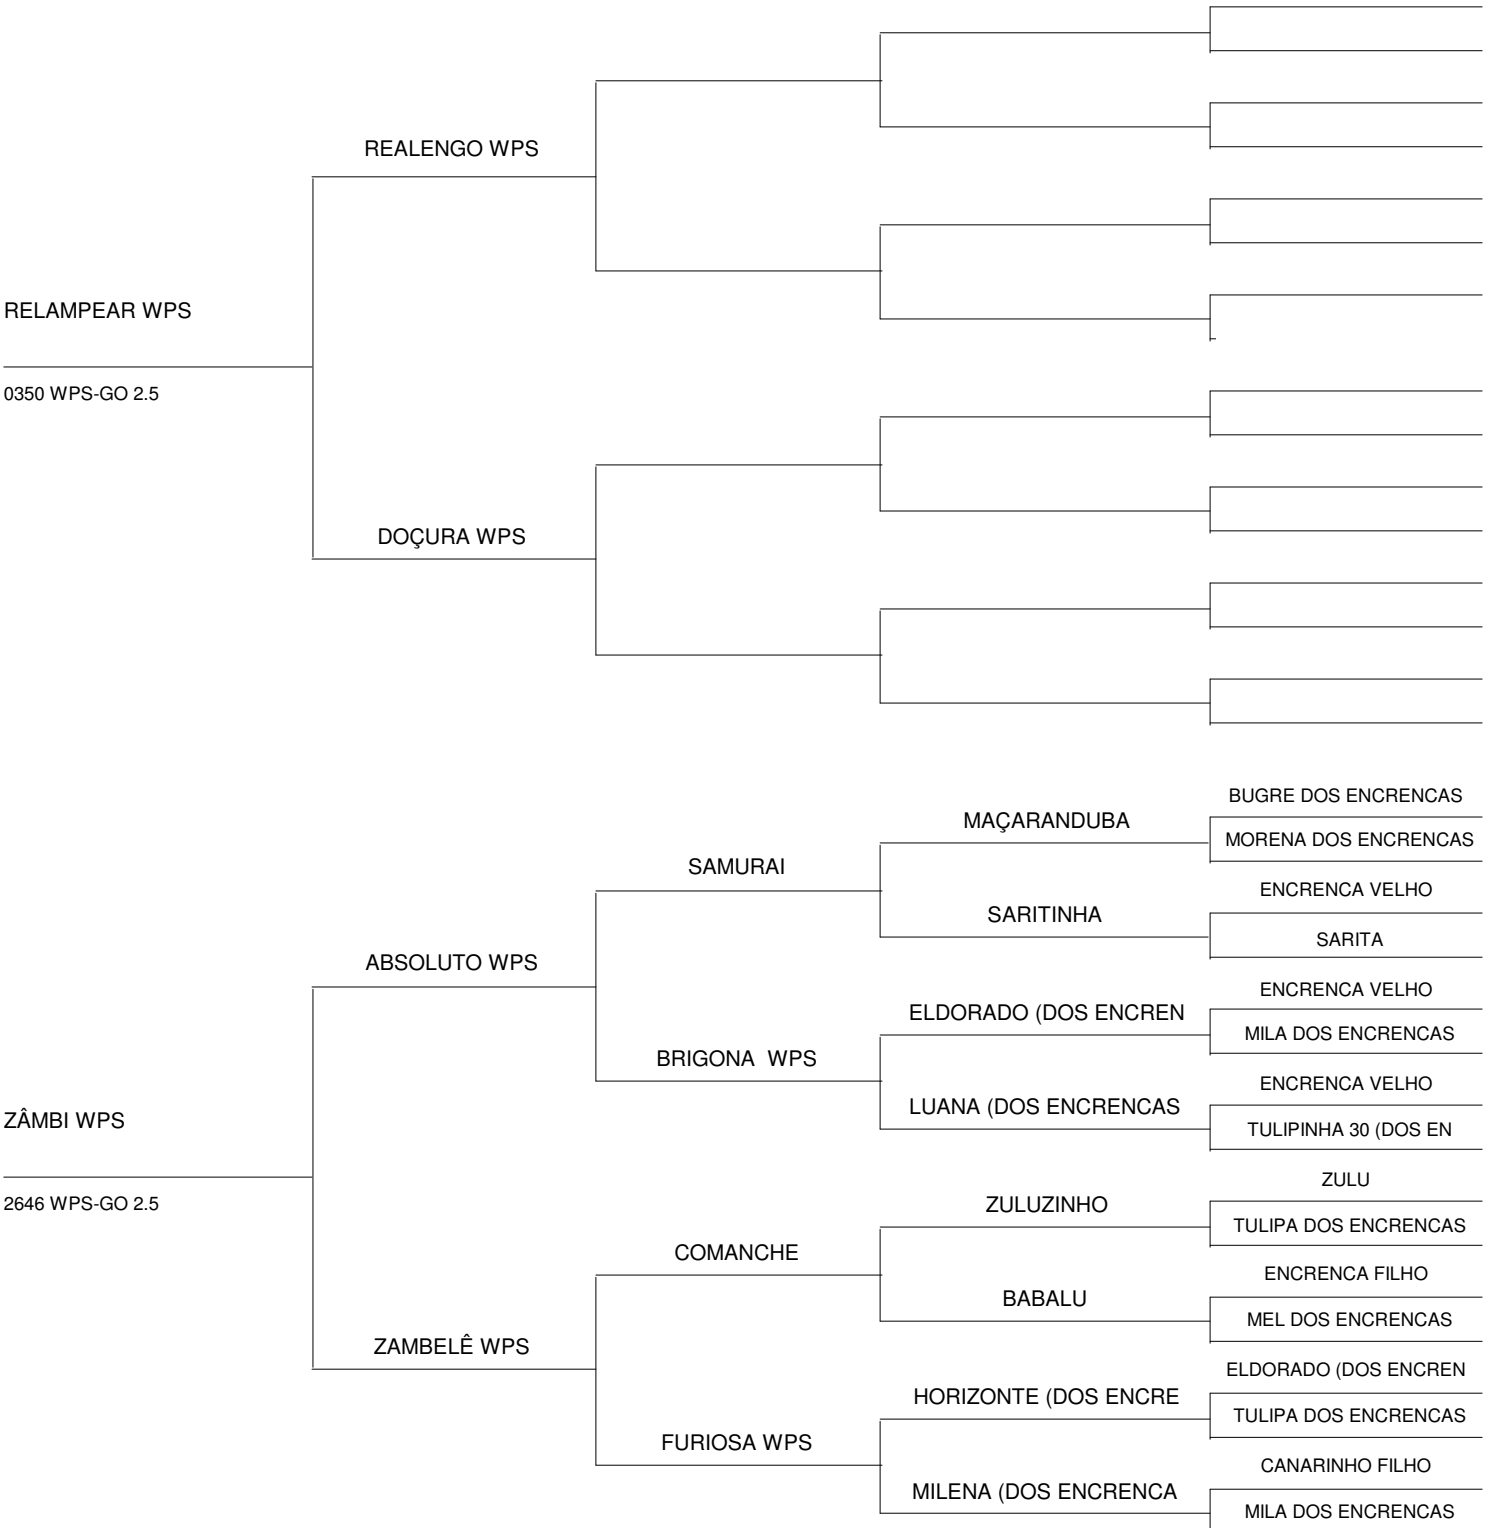 REALENGO WPS
RELAMPEAR WPS
0350 WPS-GO 2.5
DOÇURA WPS
BUGRE DOS ENCRENCAS
MAÇARANDUBA
MORENA DOS ENCRENCAS
SAMURAI
ENCRENCA VELHO
SARITINHA
SARITA
ABSOLUTO WPS
ENCRENCA VELHO
ELDORADO (DOS ENCREN
MILA DOS ENCRENCAS
BRIGONA  WPS
ENCRENCA VELHO
LUANA (DOS ENCRENCAS
TULIPINHA 30 (DOS EN
ZÂMBI WPS
2646 WPS-GO 2.5
ZULU
ZULUZINHO
TULIPA DOS ENCRENCAS
COMANCHE
ENCRENCA FILHO
BABALU
MEL DOS ENCRENCAS
ZAMBELÊ WPS
ELDORADO (DOS ENCREN
HORIZONTE (DOS ENCRE
TULIPA DOS ENCRENCAS
FURIOSA WPS
CANARINHO FILHO
MILENA (DOS ENCRENCA
MILA DOS ENCRENCAS